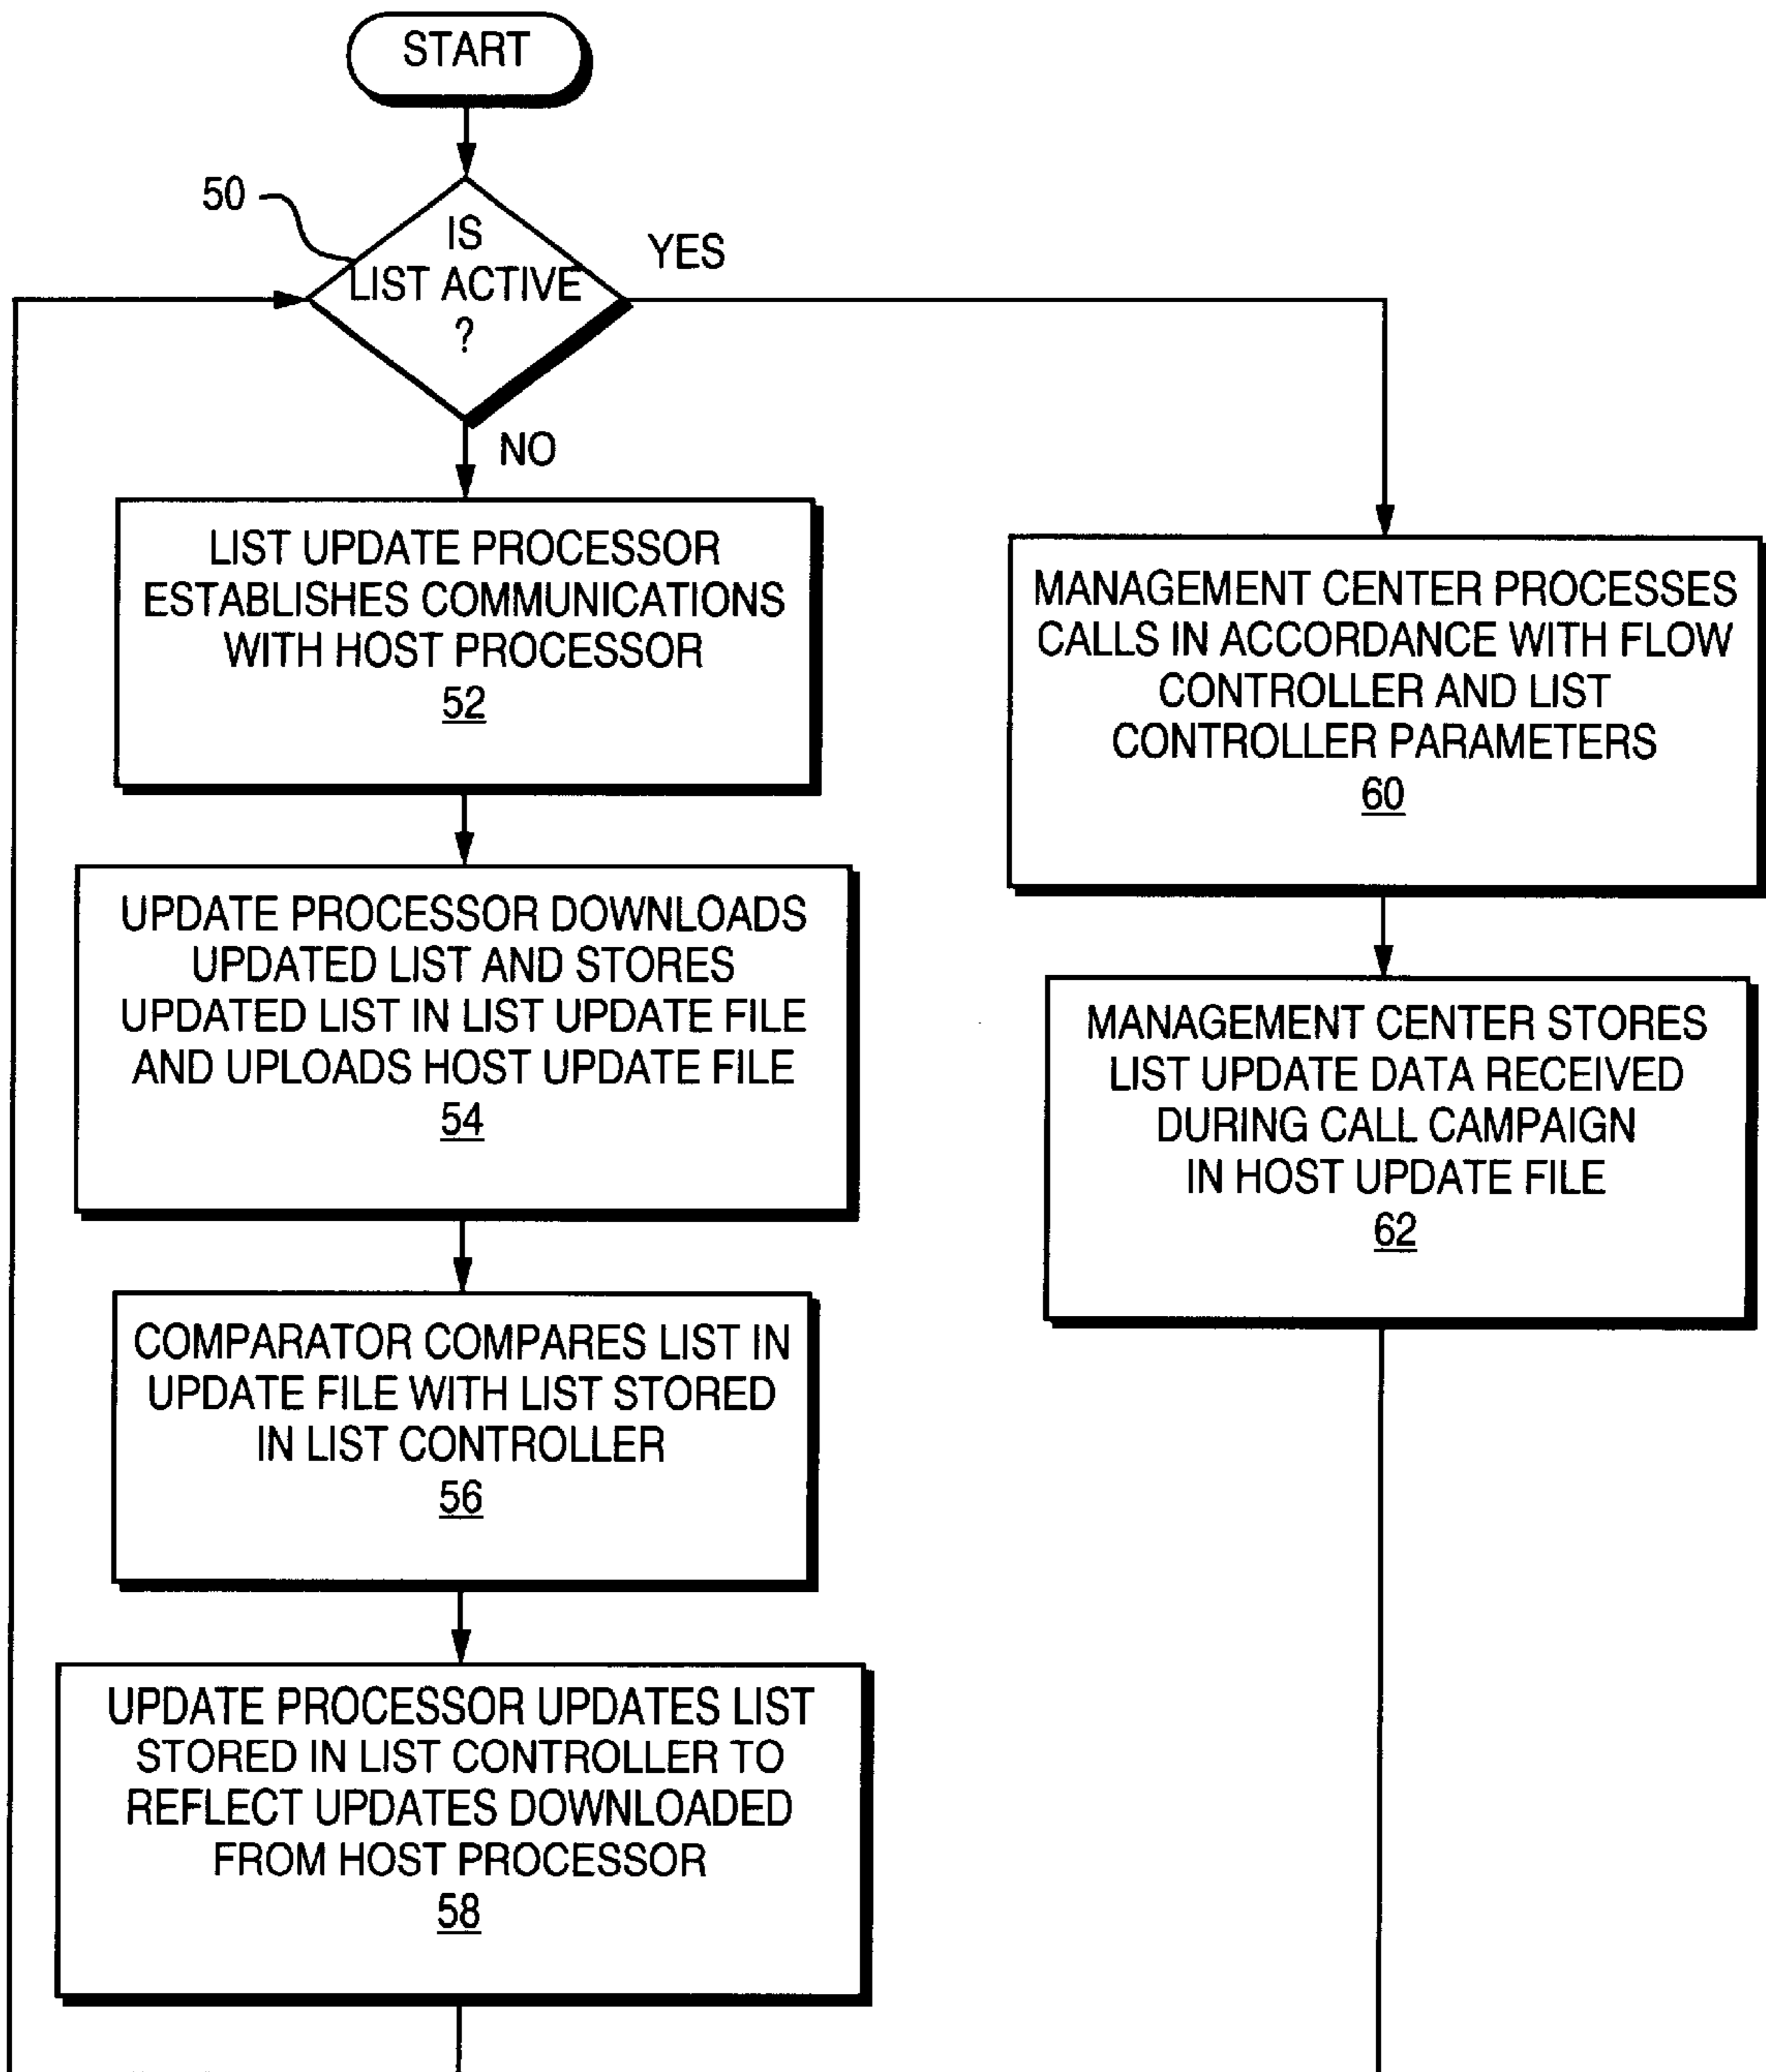 START
50
IS
LIST ACTIVE
?
YES
NO
LIST UPDATE PROCESSOR
ESTABLISHES COMMUNICATIONS
WITH HOST PROCESSOR
52
UPDATE PROCESSOR DOWNLOADS
UPDATED LIST AND STORES
UPDATED LIST IN LIST UPDATE FILE
AND UPLOADS HOST UPDATE FILE
54
COMPARATOR COMPARES LIST IN
UPDATE FILE WITH LIST STORED
IN LIST CONTROLLER
56
UPDATE PROCESSOR UPDATES LIST
STORED IN LIST CONTROLLER TO
REFLECT UPDATES DOWNLOADED
FROM HOST PROCESSOR
58
MANAGEMENT CENTER PROCESSES
CALLS IN ACCORDANCE WITH FLOW
CONTROLLER AND LIST
CONTROLLER PARAMETERS
60
MANAGEMENT CENTER STORES
LIST UPDATE DATA RECEIVED
DURING CALL CAMPAIGN
IN HOST UPDATE FILE
62